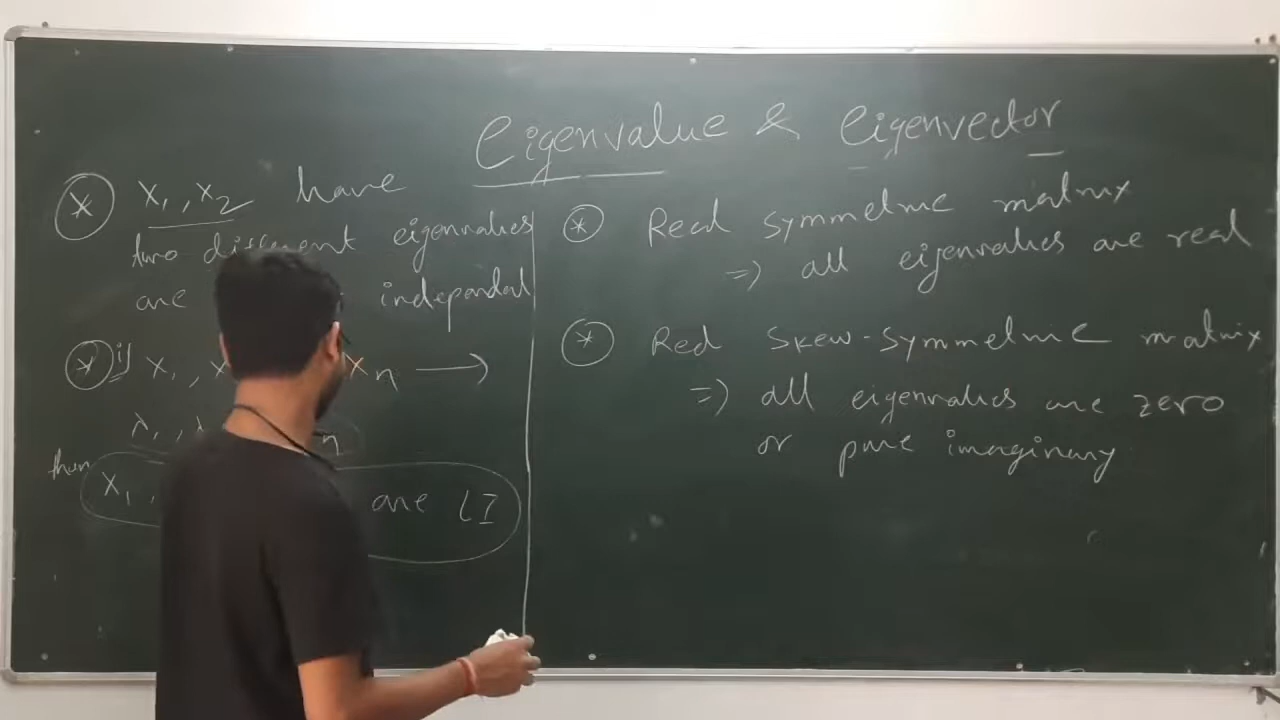 Eigenvalue & Eigenvector
* X₁, X₂ have
two different eigenvalues
are independal
* if X₁, X Xn →
λ₁, n
then X₁, are LI
* Real symmetric matrix
⇒ all eigenvalues are real
* Real Skew-symmetric matrix
⇒ all eigenvalues are zero
or pure imaginary